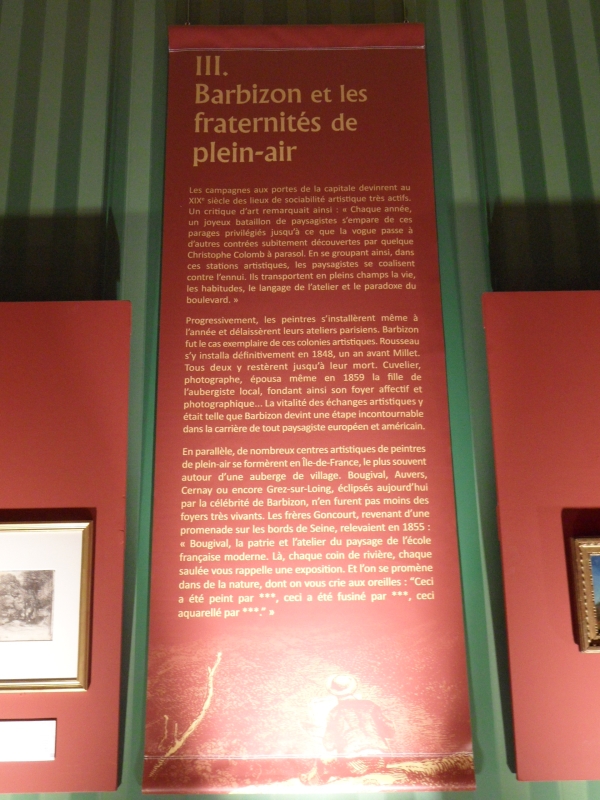 III.
Barbizon et les
fraternités de
plein-air
Les campagnes aux portes de la capitale devinrent au
XIXe siècle des lieux de sociabilité artistique très actifs.
Un critique d'art remarquait ainsi : « Chaque année,
un joyeux bataillon de paysagistes s'empare de ces
parages privilégiés jusqu'à ce que la vogue passe à
d'autres contrées subitement découvertes par quelque
Christophe Colomb à parasol. En se groupant ainsi, dans
ces stations artistiques, les paysagistes se coalisent
contre l'ennui. Ils transportent en pleins champs la vie,
les habitudes, le langage de l'atelier et le paradoxe du
boulevard. »
Progressivement, les peintres s'installèrent même à
l'année et délaissèrent leurs ateliers parisiens. Barbizon
fut le cas exemplaire de ces colonies artistiques. Rousseau
s'y installa définitivement en 1848, un an avant Millet.
Tous deux y restèrent jusqu'à leur mort. Cuvelier,
photographe, épousa même en 1859 la fille de
l'aubergiste local, fondant ainsi son foyer affectif et
photographique... La vitalité des échanges artistiques y
était telle que Barbizon devint une étape incontournable
dans la carrière de tout paysagiste européen et américain.
En parallèle, de nombreux centres artistiques de peintres
de plein-air se formèrent en Île-de-France, le plus souvent
autour d'une auberge de village. Bougival, Auvers,
Cernay ou encore Grez-sur-Loing, éclipsés aujourd'hui
par la célébrité de Barbizon, n'en furent pas moins des
foyers très vivants. Les frères Goncourt, revenant d'une
promenade sur les bords de Seine, relevaient en 1855 :
« Bougival, la patrie et l'atelier du paysage de l'école
française moderne. Là, chaque coin de rivière, chaque
saulée vous rappelle une exposition. Et l'on se promène
dans de la nature, dont on vous crie aux oreilles : "Ceci
a été peint par ***, ceci a été fusiné par ***, ceci
aquarellé par ***." »